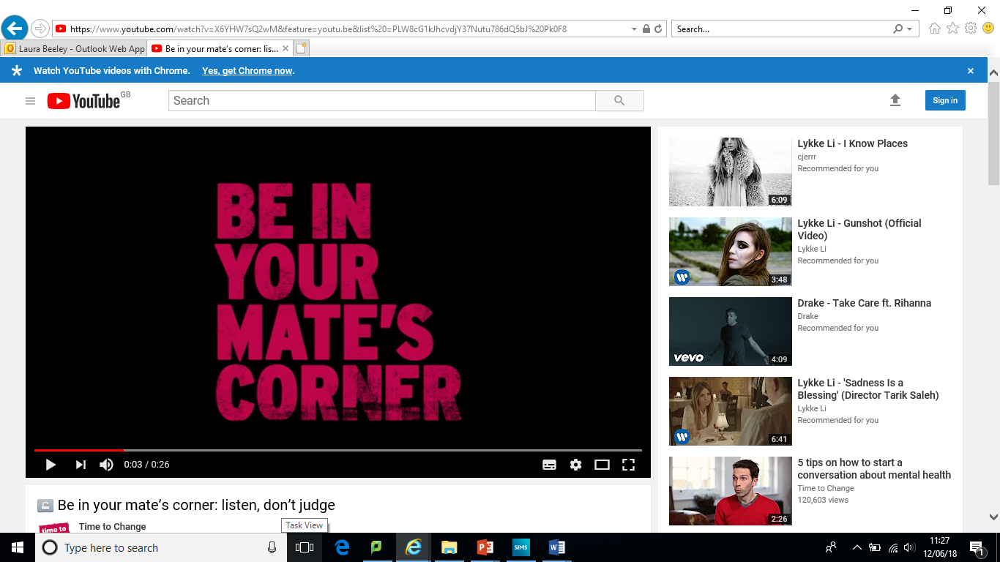 https://www.youtube.com/watch?v=X6YHW7sQ2wM&feature=youtu.be&list%20=PLW8cG1kJhcvdjY37Nutu786dQ5bJ%20Pk0F8
Search...
Laura Beeley - Outlook Web App
Be in your mate's corner: lis...
Watch YouTube videos with Chrome. Yes, get Chrome now.
YouTube GB
Search
Sign in
BE IN
YOUR
MATE'S
CORNER
0:03 / 0:26
Be in your mate’s corner: listen, don’t judge
time to
Time to Change
Lykke Li - I Know Places
cjerrr
Recommended for you
6:09
Lykke Li - Gunshot (Official
Video)
Lykke Li
Recommended for you
3:48
Drake - Take Care ft. Rihanna
Drake
Recommended for you
vevo
4:09
Lykke Li - 'Sadness Is a
Blessing' (Director Tarik Saleh)
Lykke Li
Recommended for you
6:41
5 tips on how to start a
conversation about mental health
Time to Change
120,603 views
2:26
Task View
Type here to search
SIMS
11:27
12/06/18
1